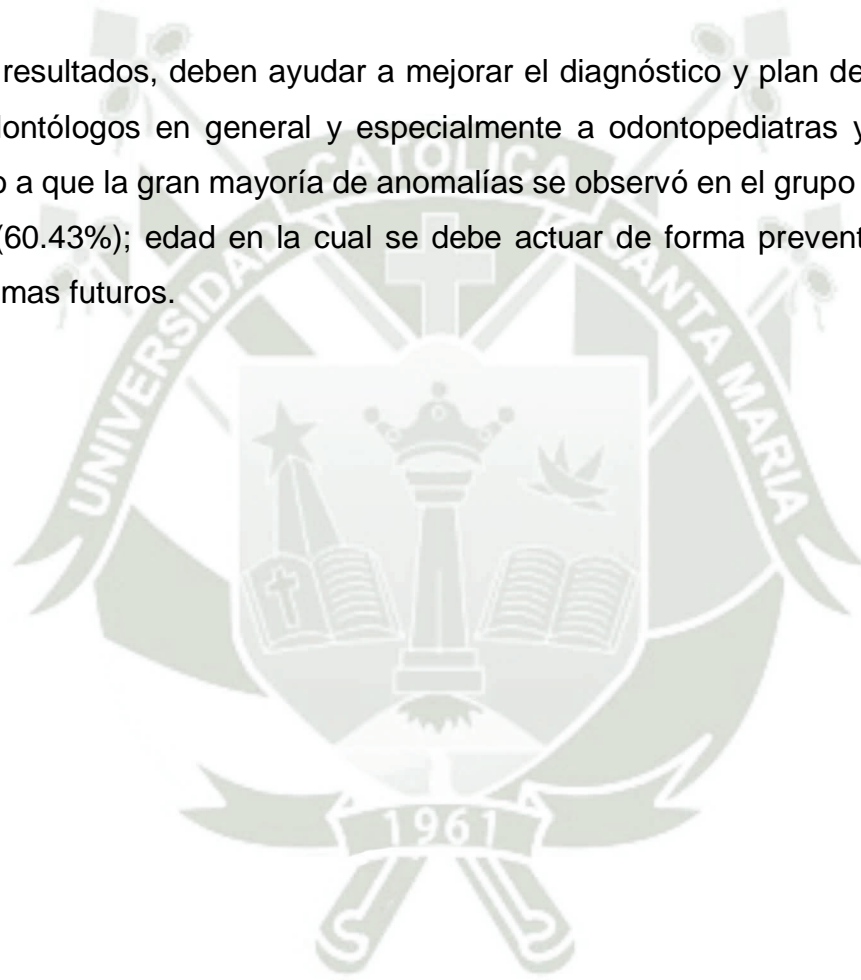 resultados, deben ayudar a mejorar el diagnóstico y plan de
ontólogos en general y especialmente a odontopediatras y
o a que la gran mayoría de anomalías se observó en el grupo
(60.43%); edad en la cual se debe actuar de forma prevent
mas futuros.
UNIVERSIDAD CATOLICA SANTA MARIA
1961